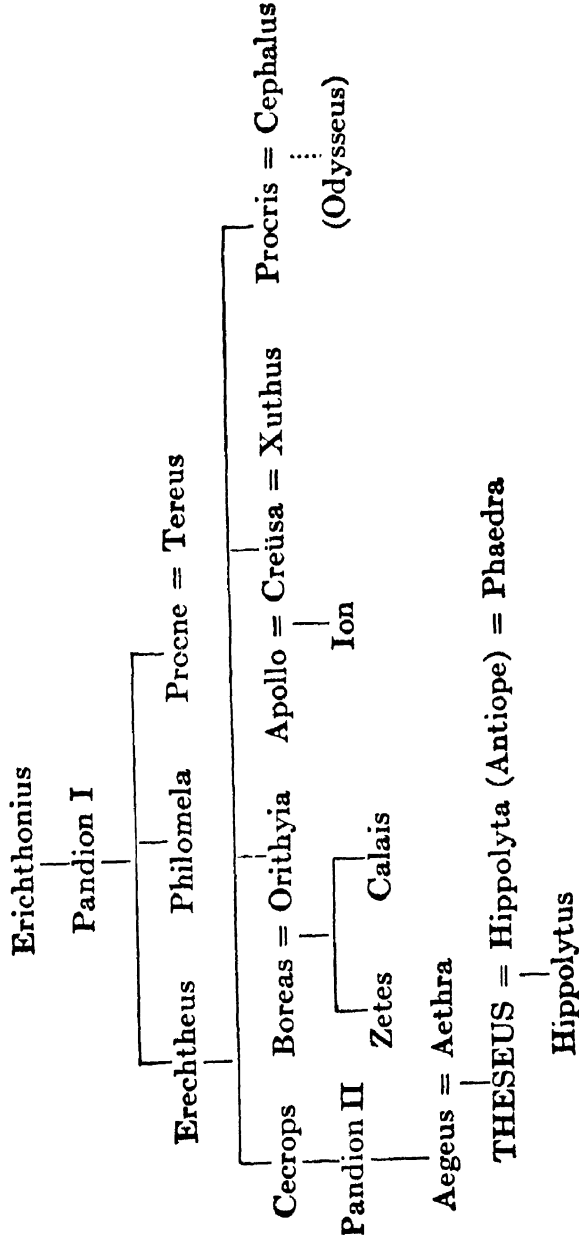 Erichthonius
Pandion I
Erechtheus Philomela Procne = Tereus
Cecrops Boreas = Orithyia Apollo = Creüsa = Xuthus Procris = Cephalus
Pandion II Zetes Calais Ion (Odysseus)
Aegeus = Aethra
THESEUS = Hippolyta (Antiope) = Phaedra
Hippolytus